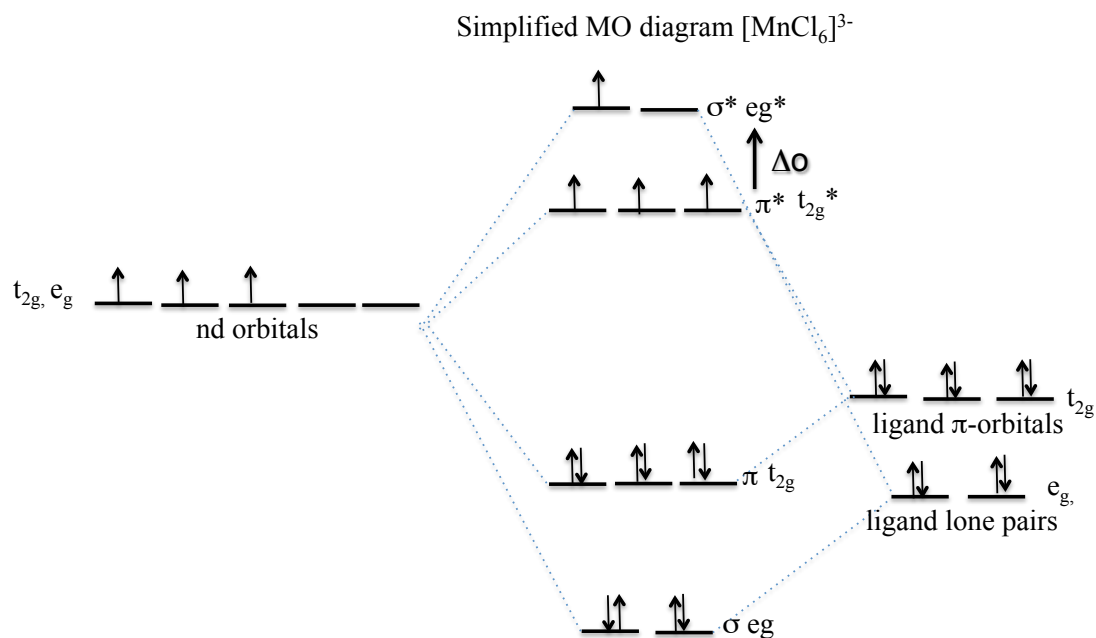 Simplified MO diagram [MnCl₆]³⁻
σ* eg*
Δo
π* t₂g*
t₂g, eg
nd orbitals
t₂g
ligand π-orbitals
π t₂g
eg,
ligand lone pairs
σ eg